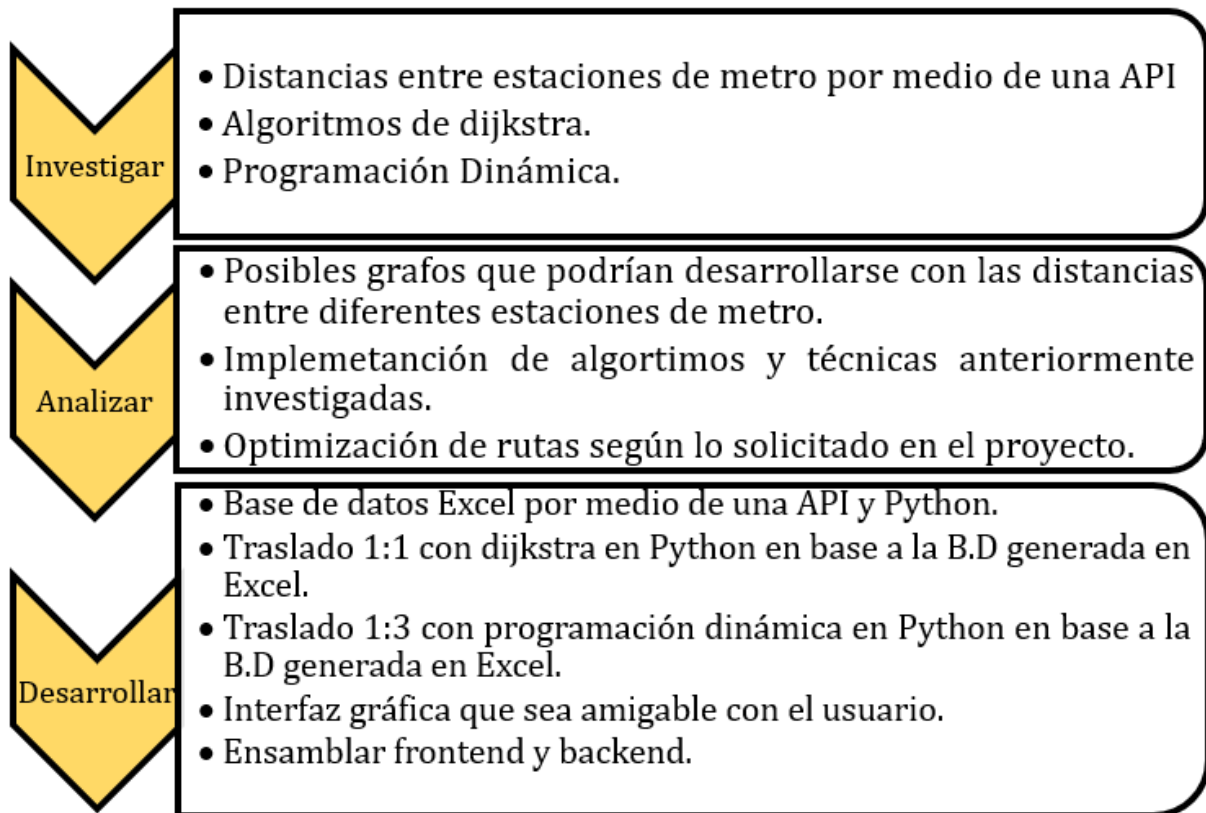 Investigar
• Distancias entre estaciones de metro por medio de una API
• Algoritmos de dijkstra.
• Programación Dinámica.
Analizar
• Posibles grafos que podrían desarrollarse con las distancias
entre diferentes estaciones de metro.
• Implemetanción de algortimos y técnicas anteriormente
investigadas.
• Optimización de rutas según lo solicitado en el proyecto.
Desarrollar
• Base de datos Excel por medio de una API y Python.
• Traslado 1:1 con dijkstra en Python en base a la B.D generada en
Excel.
• Traslado 1:3 con programación dinámica en Python en base a la
B.D generada en Excel.
• Interfaz gráfica que sea amigable con el usuario.
• Ensamblar frontend y backend.